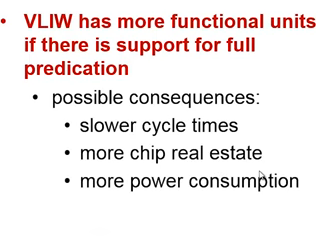 • VLIW has more functional units
if there is support for full
predication
• possible consequences:
• slower cycle times
• more chip real estate
• more power consumption